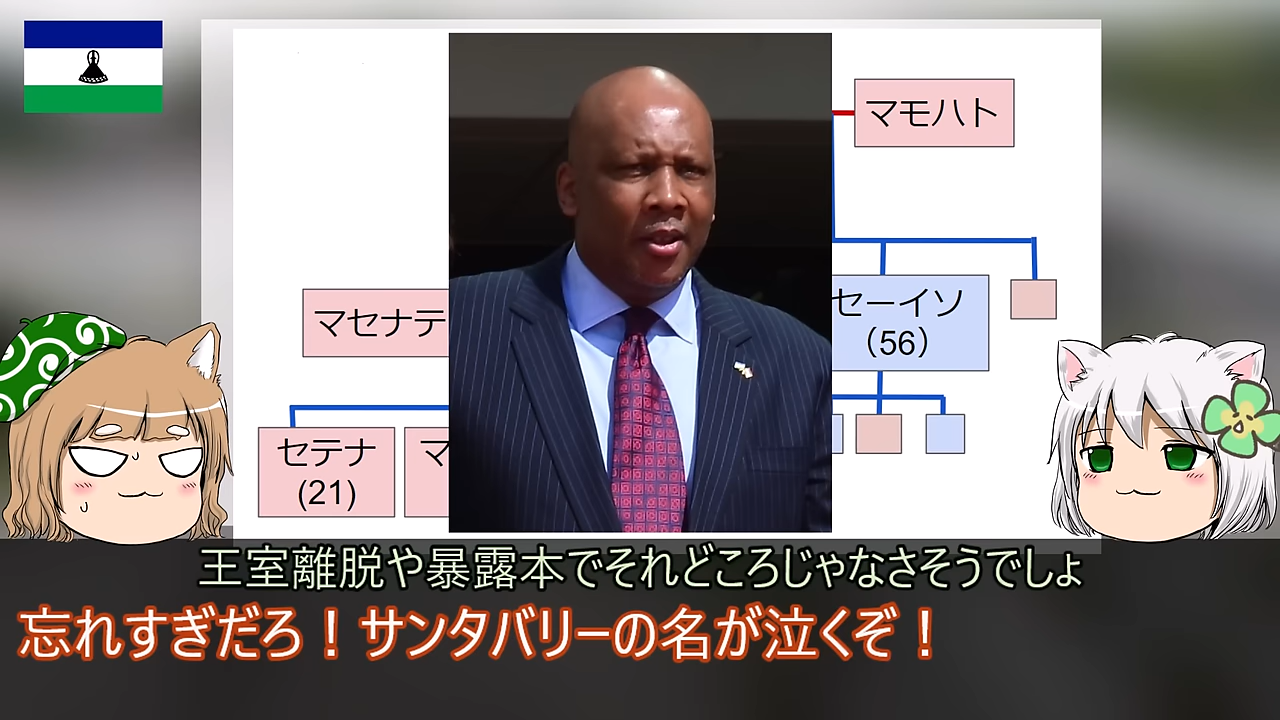 マモハト
マセナテ
セーイソ
(56)
セテナ
(21)
マ
王室離脱や暴露本でそれどころじゃなさそうでしょ
忘れすぎだろ！サンタバリーの名が泣くぞ！